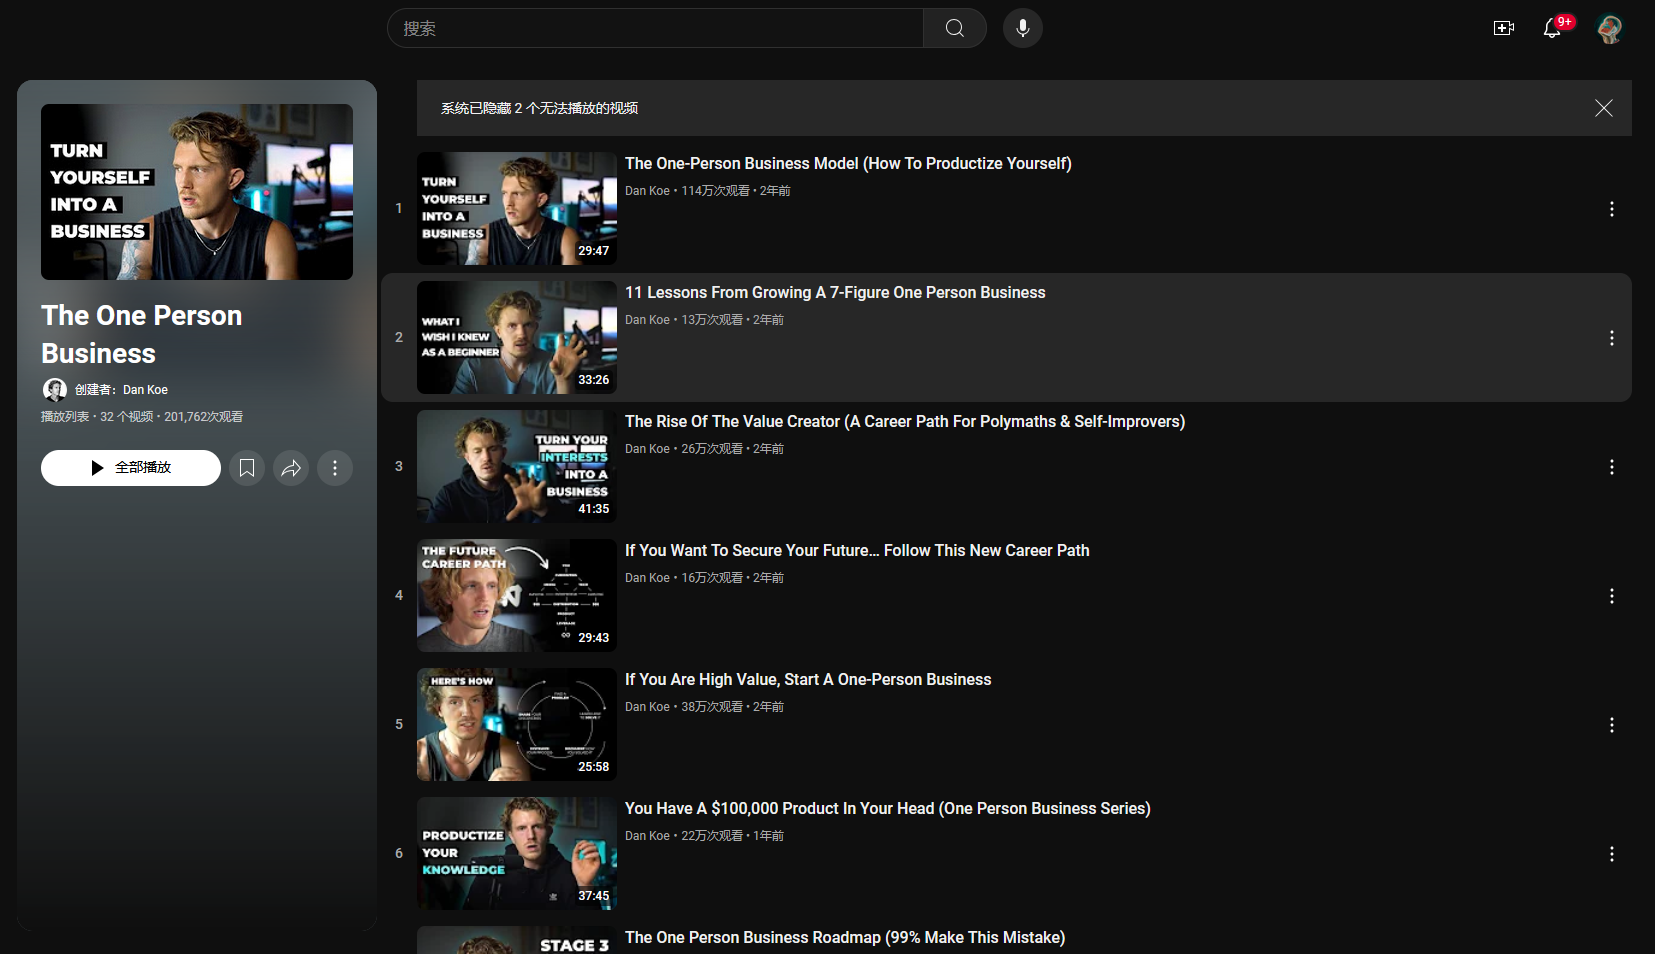 搜索
9+
TURN
YOURSELF
INTO A
BUSINESS
The One Person
Business
创建者：Dan Koe
播放列表 • 32 个视频 • 201,762次观看
全部播放
系统已隐藏 2 个无法播放的视频
1
TURN
YOURSELF
INTO A
BUSINESS
29:47
The One-Person Business Model (How To Productize Yourself)
Dan Koe • 114万次观看 • 2年前
2
WHAT I
WISH I KNEW
AS A BEGINNER
33:26
11 Lessons From Growing A 7-Figure One Person Business
Dan Koe • 13万次观看 • 2年前
3
TURN YOUR
INTERESTS
INTO A
BUSINESS
41:35
The Rise Of The Value Creator (A Career Path For Polymaths & Self-Improvers)
Dan Koe • 26万次观看 • 2年前
4
THE FUTURE
CAREER PATH
29:43
If You Want To Secure Your Future... Follow This New Career Path
Dan Koe • 16万次观看 • 2年前
5
HERE'S HOW
25:58
If You Are High Value, Start A One-Person Business
Dan Koe • 38万次观看 • 2年前
6
PRODUCTIZE
YOUR
KNOWLEDGE
37:45
You Have A $100,000 Product In Your Head (One Person Business Series)
Dan Koe • 22万次观看 • 1年前
STAGE 3
The One Person Business Roadmap (99% Make This Mistake)